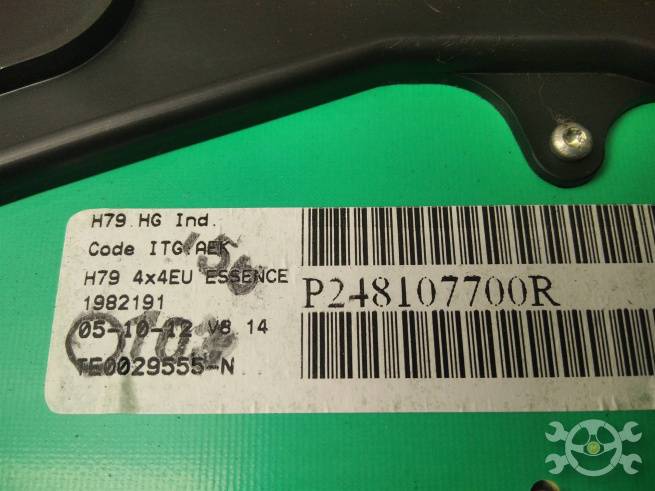 H79 HG Ind.
Code ITG AEK
H79 4x4EU ESSENCE
1982191
05-10-12 V8.14
TE0029555-N
P248107700R